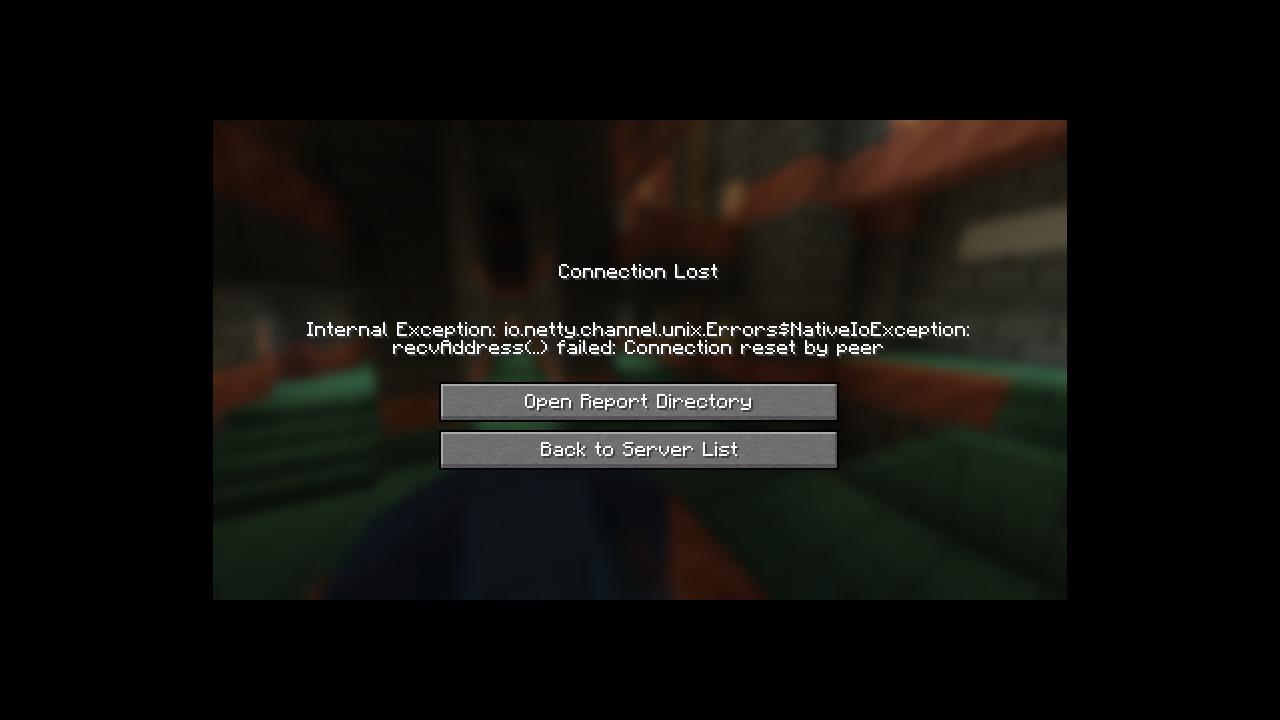 Connection Lost
Internal Exception: io.netty.channel.unix.Errors$NativeIoException:
recvAddress(..) failed: Connection reset by peer
Open Report Directory
Back to Server List